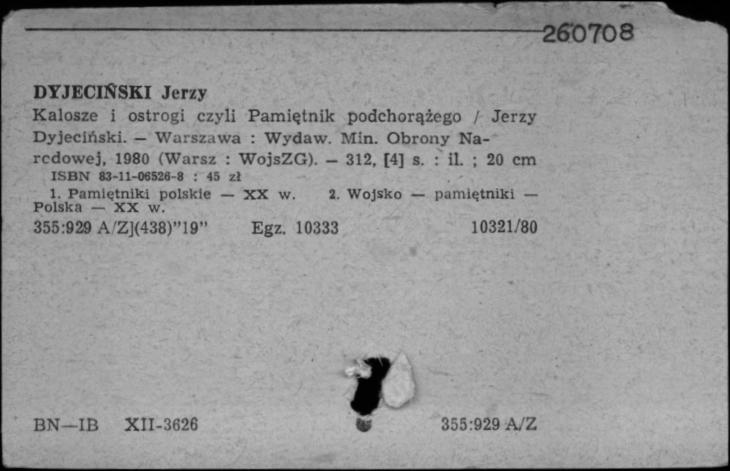 260708
DYJECIŃSKI Jerzy
Kalosze i ostrogi czyli Pamiętnik podchorążego / Jerzy
Dyjeciński. — Warszawa : Wydaw. Min. Obrony Na-
rcdowej, 1980 (Warsz : WojsZG). — 312, [4] s. : il. ; 20 cm
ISBN 83-11-06526-8 : 45 zł
1. Pamiętniki polskie — XX w. 2. Wojsko — pamiętniki —
Polska — XX w.
355:929 A/Z](438)”19” Egz. 10333 10321/80
BN—IB XII-3626 355:929 A/Z